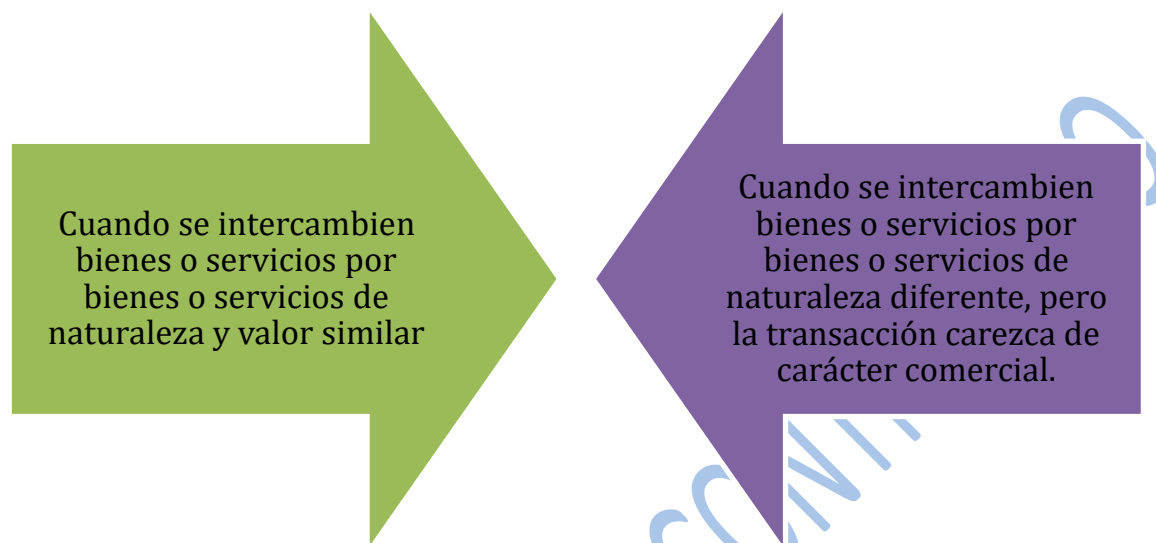 Cuando se intercambien
bienes o servicios por
bienes o servicios de
naturaleza y valor similar
Cuando se intercambien
bienes o servicios por
bienes o servicios de
naturaleza diferente, pero
la transacción carezca de
carácter comercial.